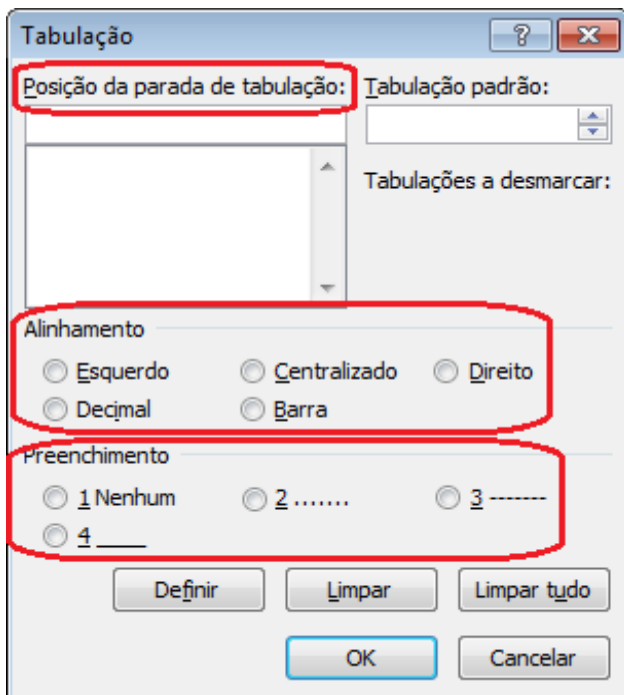 Tabulação
Posição da parada de tabulação: Tabulação padrão:
Tabulações a desmarcar:
Alinhamento
Esquerdo Centralizado Direito
Decimal Barra
Preenchimento
1 Nenhum 2 ....... 3 -------
4 ____
Definir Limpar Limpar tudo
OK Cancelar